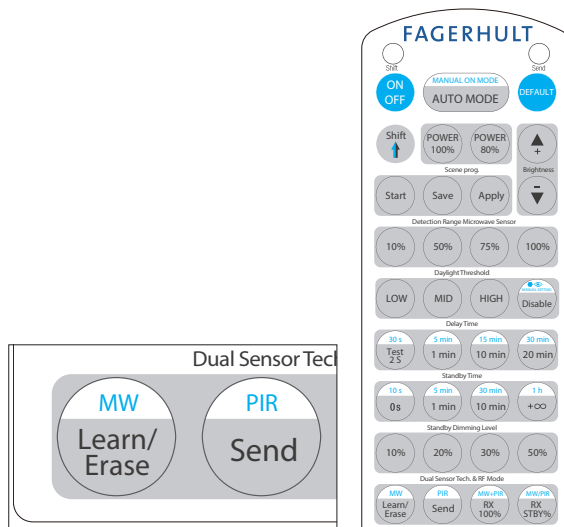 FAGERHULT
Shift
Send
ON
OFF
MANUAL ON MODE
AUTO MODE
DEFAULT
Shift
POWER
100%
POWER
80%
+
Scene prog.
Brightness
Start
Save
Apply
−
Detection Range Microwave Sensor
10%
50%
75%
100%
Daylight Threshold
LOW
MID
HIGH
Disable
Delay Time
30 s
Test
2 S
5 min
1 min
15 min
10 min
30 min
20 min
Standby Time
10 s
0s
5 min
1 min
30 min
10 min
1 h
+∞
Standby Dimming Level
10%
20%
30%
50%
Dual Sensor Tech. & RF Mode
MW
Learn/
Erase
PIR
Send
MW+PIR
RX
100%
MW/PIR
RX
STBY%
Dual Sensor Tech
MW
Learn/
Erase
PIR
Send